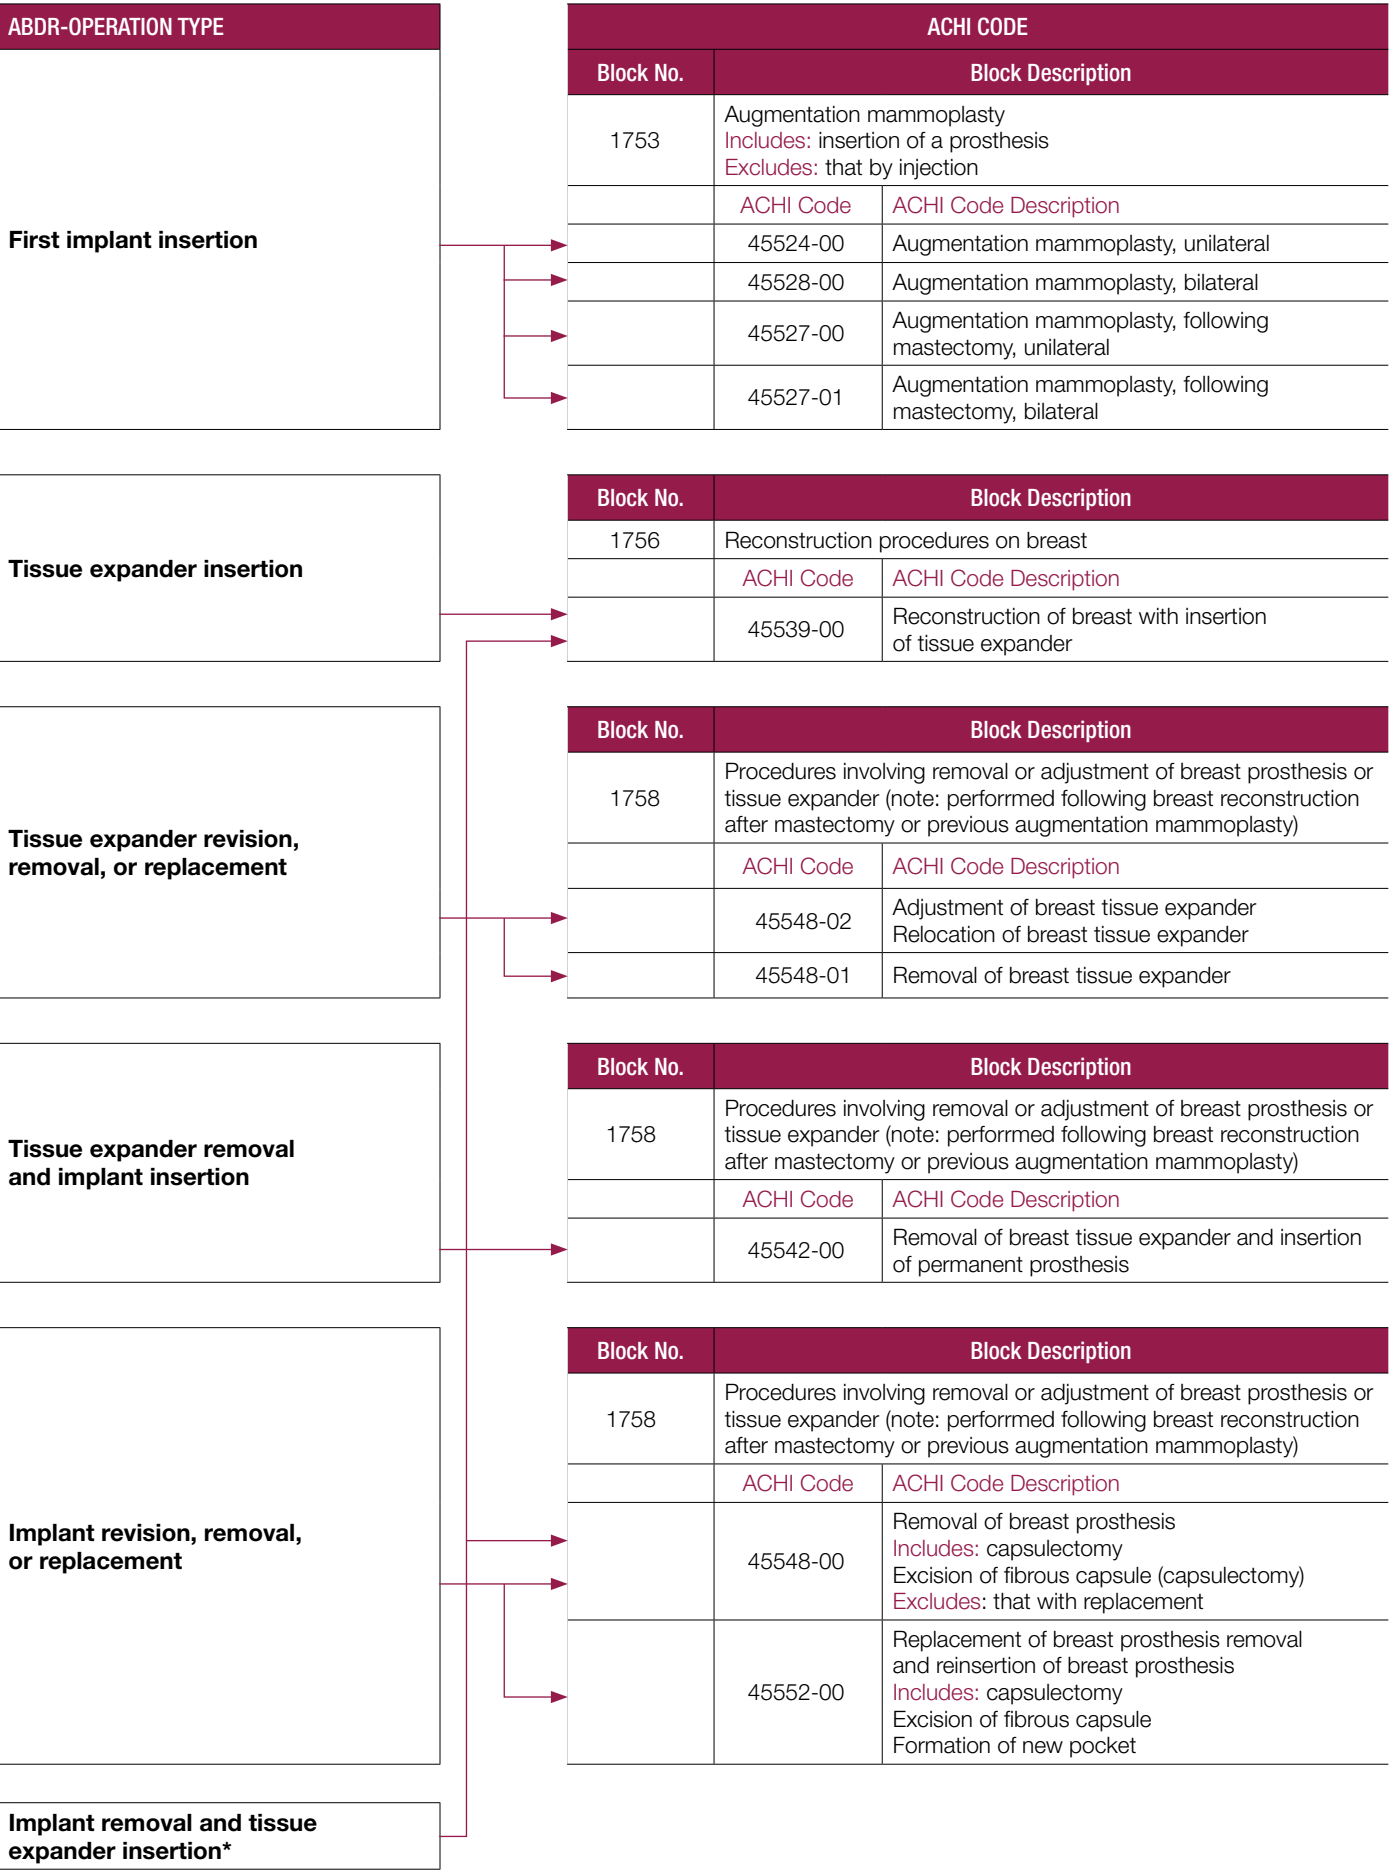 ABDR-OPERATION TYPE
ACHI CODE
Block No.
Block Description
First implant insertion
1753
Augmentation mammoplasty
Includes: insertion of a prosthesis
Excludes: that by injection
ACHI Code
ACHI Code Description
45524-00
Augmentation mammoplasty, unilateral
45528-00
Augmentation mammoplasty, bilateral
45527-00
Augmentation mammoplasty, following
mastectomy, unilateral
45527-01
Augmentation mammoplasty, following
mastectomy, bilateral
Tissue expander insertion
Block No.
Block Description
1756
Reconstruction procedures on breast
ACHI Code
ACHI Code Description
45539-00
Reconstruction of breast with insertion
of tissue expander
Tissue expander revision,
removal, or replacement
Block No.
Block Description
1758
Procedures involving removal or adjustment of breast prosthesis or
tissue expander (note: perforrmed following breast reconstruction
after mastectomy or previous augmentation mammoplasty)
ACHI Code
ACHI Code Description
45548-02
Adjustment of breast tissue expander
Relocation of breast tissue expander
45548-01
Removal of breast tissue expander
Tissue expander removal
and implant insertion
Block No.
Block Description
1758
Procedures involving removal or adjustment of breast prosthesis or
tissue expander (note: perforrmed following breast reconstruction
after mastectomy or previous augmentation mammoplasty)
ACHI Code
ACHI Code Description
45542-00
Removal of breast tissue expander and insertion
of permanent prosthesis
Implant revision, removal,
or replacement
Block No.
Block Description
1758
Procedures involving removal or adjustment of breast prosthesis or
tissue expander (note: perforrmed following breast reconstruction
after mastectomy or previous augmentation mammoplasty)
ACHI Code
ACHI Code Description
45548-00
Removal of breast prosthesis
Includes: capsulectomy
Excision of fibrous capsule (capsulectomy)
Excludes: that with replacement
45552-00
Replacement of breast prosthesis removal
and reinsertion of breast prosthesis
Includes: capsulectomy
Excision of fibrous capsule
Formation of new pocket
Implant removal and tissue
expander insertion*